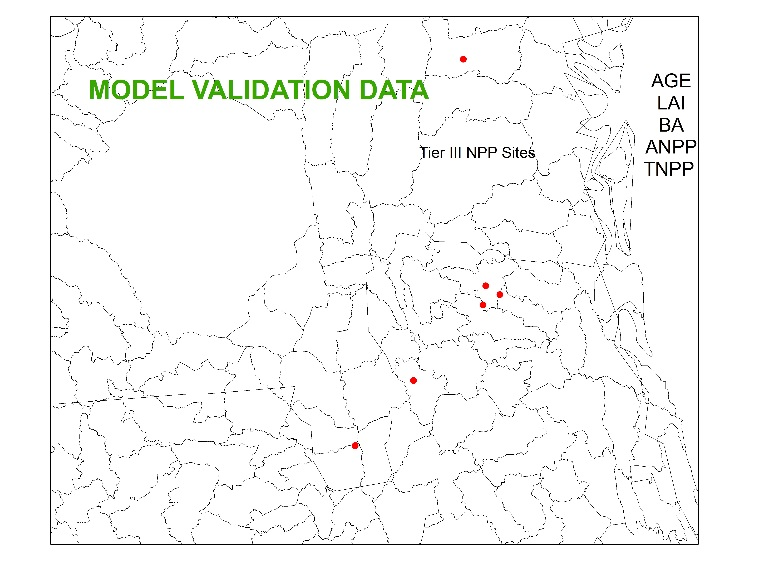 MODEL VALIDATION DATA
AGE
LAI
BA
ANPP
TNPP
Tier III NPP Sites